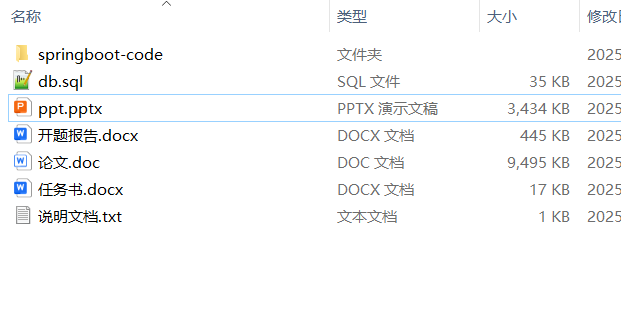 名称 类型 大小 修改日
springboot-code 文件夹 2025
db.sql SQL 文件 35 KB 2025
ppt.pptx PPTX 演示文稿 3,434 KB 2025
开题报告.docx DOCX 文档 445 KB 2025
论文.doc DOC 文档 9,495 KB 2025
任务书.docx DOCX 文档 17 KB 2025
说明文档.txt 文本文档 1 KB 2025